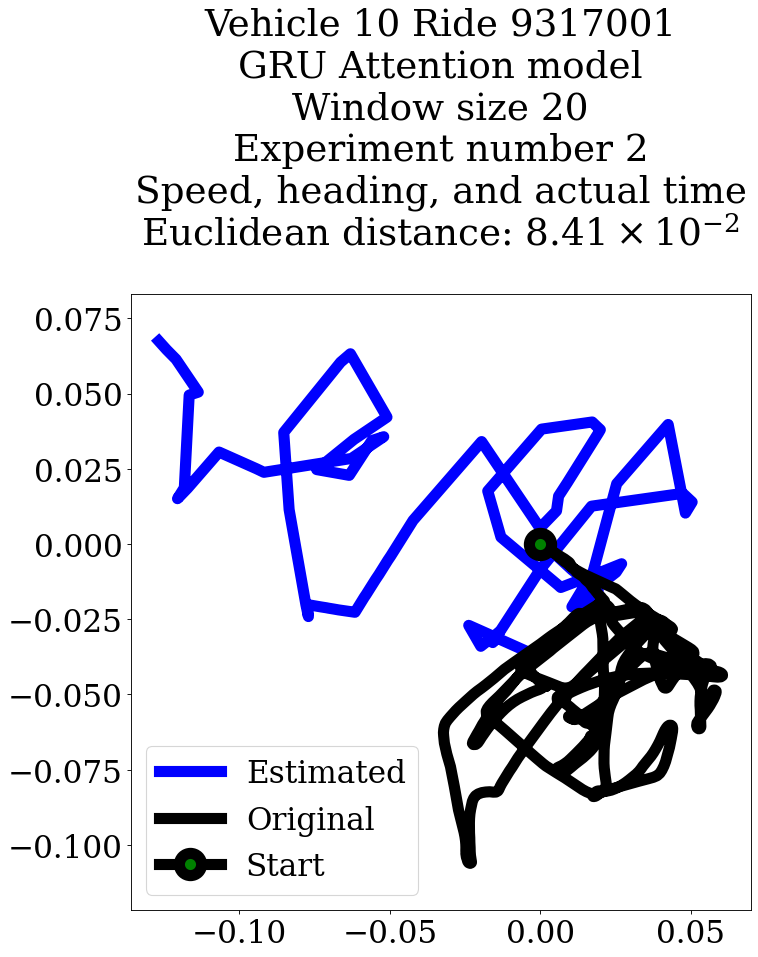 Vehicle 10 Ride 9317001
GRU Attention model
Window size 20
Experiment number 2
Speed, heading, and actual time
Euclidean distance: 8.41 × 10⁻²
0.075
0.050
0.025
0.000
−0.025
−0.050
−0.075
−0.100
Estimated
Original
Start
−0.10 −0.05 0.00 0.05